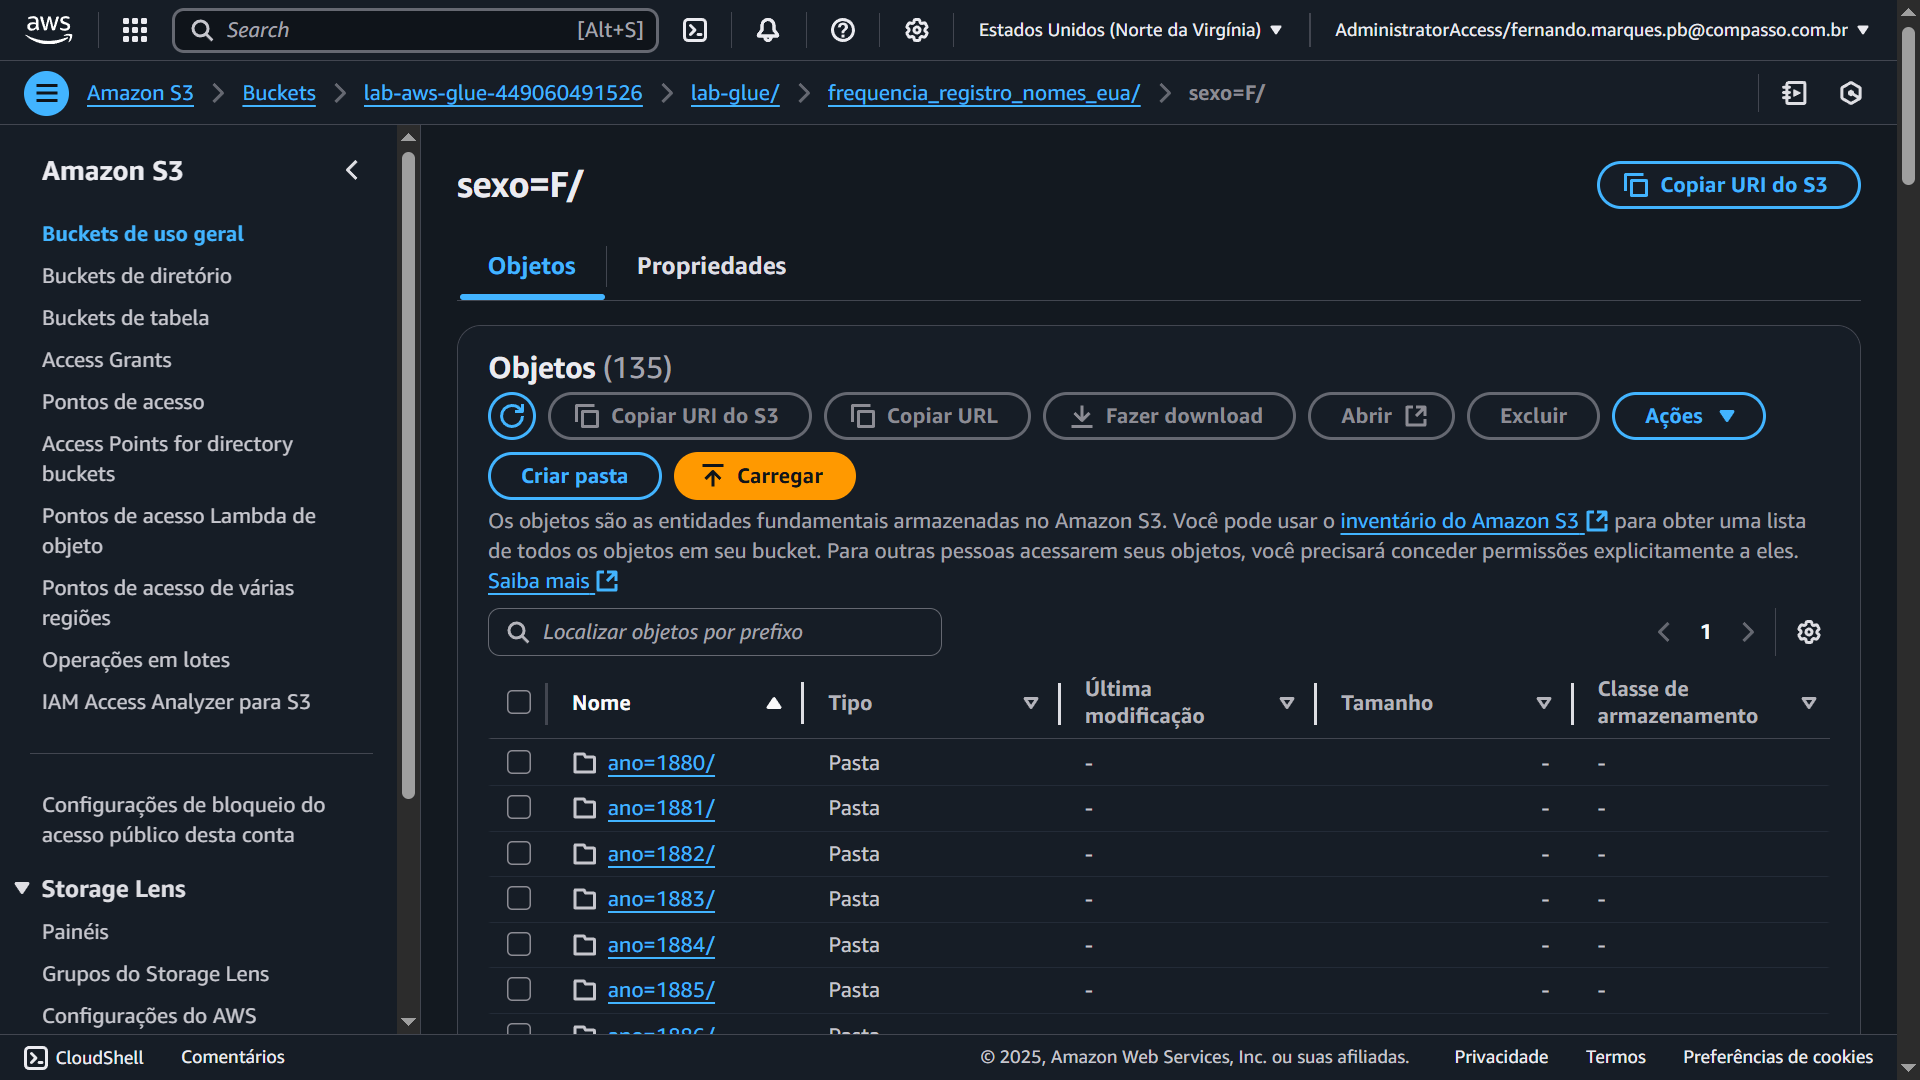 aws
Search [Alt+S]
Estados Unidos (Norte da Virgínia)
AdministratorAccess/fernando.marques.pb@compasso.com.br
Amazon S3
Buckets
lab-aws-glue-449060491526
lab-glue/
frequencia_registro_nomes_eua/
sexo=F/
Amazon S3
Buckets de uso geral
Buckets de diretório
Buckets de tabela
Access Grants
Pontos de acesso
Access Points for directory
buckets
Pontos de acesso Lambda de
objeto
Pontos de acesso de várias
regiões
Operações em lotes
IAM Access Analyzer para S3
Configurações de bloqueio do
acesso público desta conta
Storage Lens
Painéis
Grupos do Storage Lens
Configurações do AWS
sexo=F/
Copiar URI do S3
Objetos
Propriedades
Objetos (135)
Copiar URI do S3
Copiar URL
Fazer download
Abrir
Excluir
Ações
Criar pasta
Carregar
Os objetos são as entidades fundamentais armazenadas no Amazon S3. Você pode usar o inventário do Amazon S3 para obter uma lista
de todos os objetos em seu bucket. Para outras pessoas acessarem seus objetos, você precisará conceder permissões explicitamente a eles.
Saiba mais
Localizar objetos por prefixo
1
Nome
Tipo
Última
modificação
Tamanho
Classe de
armazenamento
ano=1880/ Pasta - - -
ano=1881/ Pasta - - -
ano=1882/ Pasta - - -
ano=1883/ Pasta - - -
ano=1884/ Pasta - - -
ano=1885/ Pasta - - -
ano=1886/ Pasta
CloudShell
Comentários
© 2025, Amazon Web Services, Inc. ou suas afiliadas.
Privacidade
Termos
Preferências de cookies